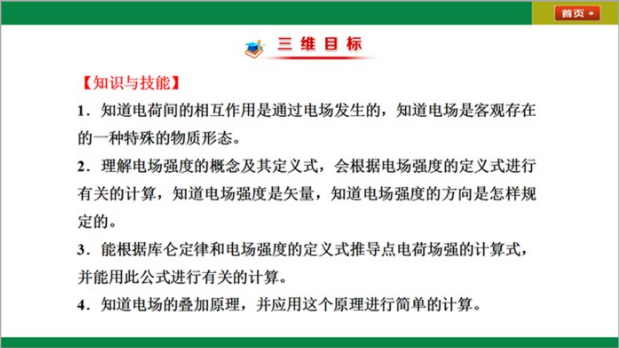 首页
三维目标
【知识与技能】
1．知道电荷间的相互作用是通过电场发生的，知道电场是客观存在
的一种特殊的物质形态。
2．理解电场强度的概念及其定义式，会根据电场强度的定义式进行
有关的计算，知道电场强度是矢量，知道电场强度的方向是怎样规
定的。
3．能根据库仑定律和电场强度的定义式推导点电荷场强的计算式，
并能用此公式进行有关的计算。
4．知道电场的叠加原理，并应用这个原理进行简单的计算。